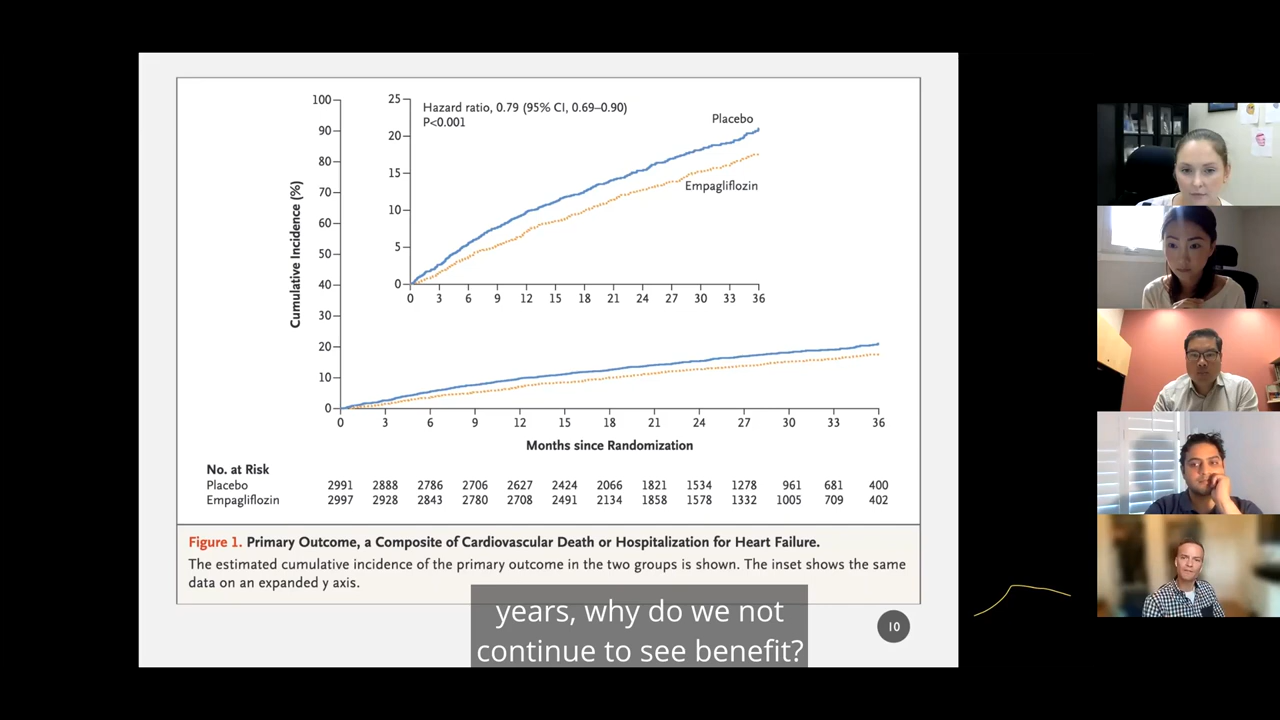 100
90
80
70
60
50
40
30
20
10
0
Cumulative Incidence (%)
25
20
15
10
5
0
Hazard ratio, 0.79 (95% CI, 0.69–0.90)
P<0.001
Placebo
Empagliflozin
0 3 6 9 12 15 18 21 24 27 30 33 36
0 3 6 9 12 15 18 21 24 27 30 33 36
Months since Randomization
No. at Risk
Placebo 2991 2888 2786 2706 2627 2424 2066 1821 1534 1278 961 681 400
Empagliflozin 2997 2928 2843 2780 2708 2491 2134 1858 1578 1332 1005 709 402
Figure 1. Primary Outcome, a Composite of Cardiovascular Death or Hospitalization for Heart Failure.
The estimated cumulative incidence of the primary outcome in the two groups is shown. The inset shows the same
data on an expanded y axis.
years, why do we not
continue to see benefit?
10